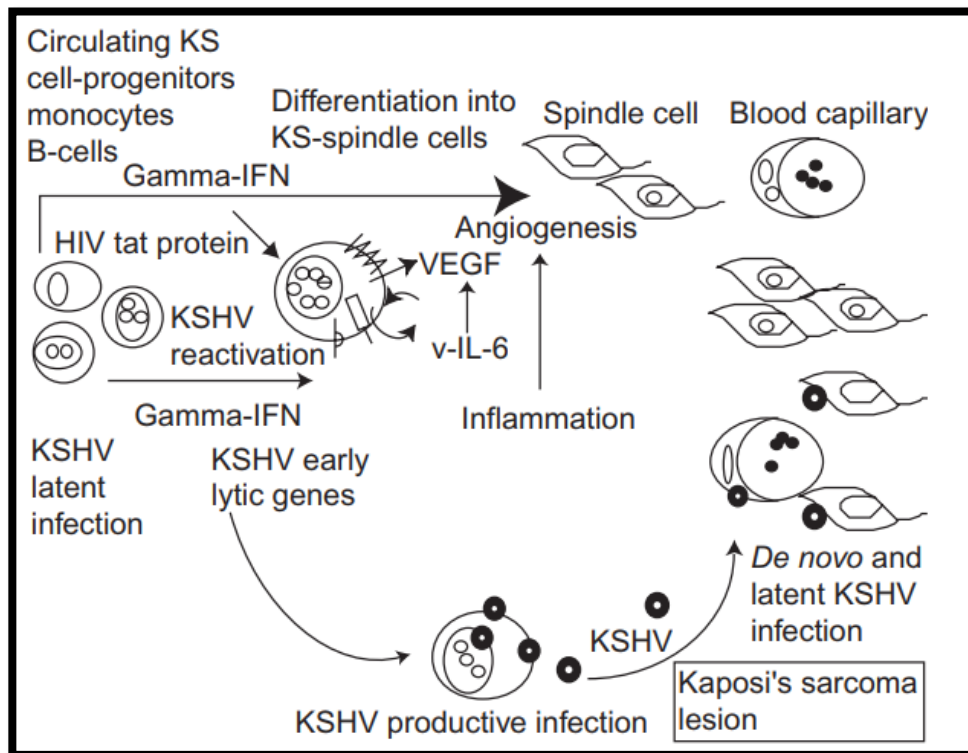 Circulating KS
cell-progenitors
monocytes
B-cells
Differentiation into
KS-spindle cells
Spindle cell
Blood capillary
Gamma-IFN
Angiogenesis
HIV tat protein
VEGF
KSHV
reactivation
v-IL-6
Gamma-IFN
Inflammation
KSHV
latent
infection
KSHV early
lytic genes
De novo and
latent KSHV
infection
KSHV
KSHV productive infection
Kaposi's sarcoma
lesion